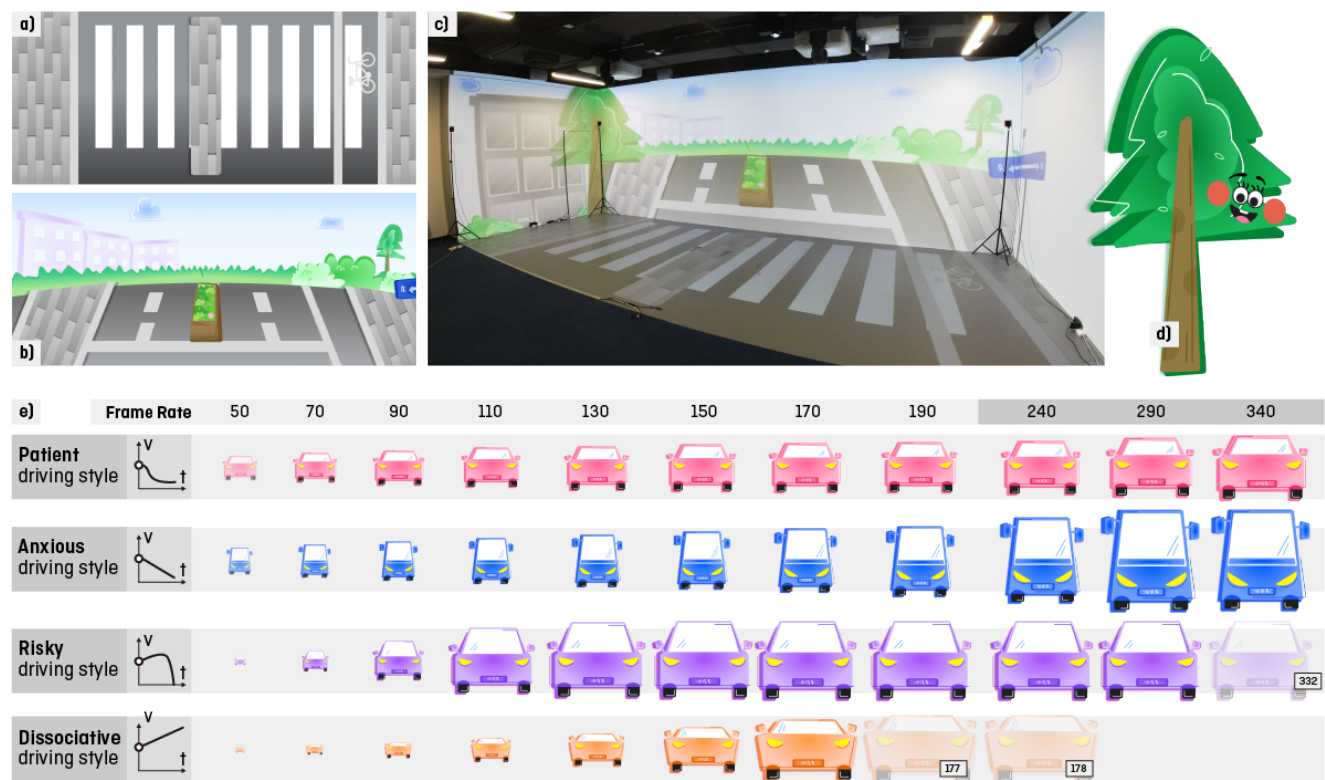 a)
b)
c)
d)
e)
Frame Rate 50 70 90 110 130 150 170 190 240 290 340
Patient
driving style
V
t
Anxious
driving style
V
t
Risky
driving style
V
t
332
Dissociative
driving style
V
t
177
178